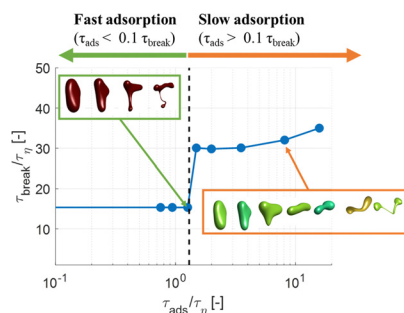 Fast adsorption
(τads < 0.1 τbreak)
Slow adsorption
(τads > 0.1 τbreak)
50
40
30
20
10
τbreak/τη [-]
10-1
100
101
τads/τη [-]